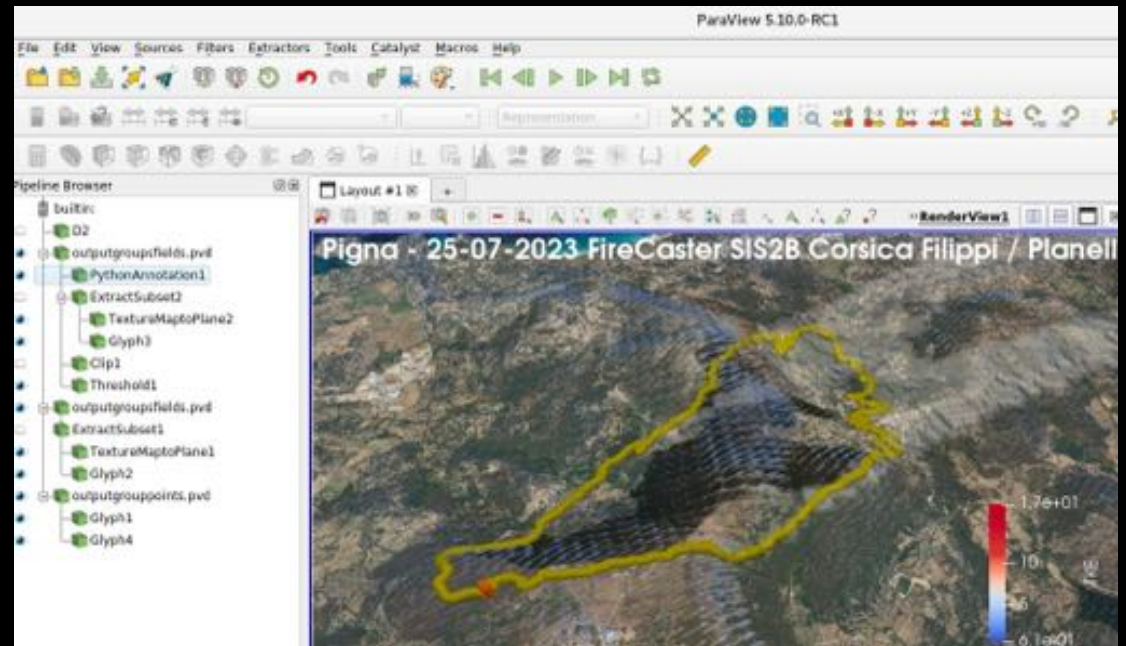 ParaView 5.10.0-RC1
File Edit View Sources Filters Extractors Tools Catalyst Macros Help
Representation
Pipeline Browser
Layout #1
builtin:
RenderView1
D2
outputgroupsfields.pvd
PythonAnnotation1
ExtractSubset2
TextureMaptoPlane2
Glyph3
Clip1
Threshold1
outputgroupsfields.pvd
ExtractSubset1
TextureMaptoPlane1
Glyph2
outputgrouppoints.pvd
Glyph1
Glyph4
Pigna - 25-07-2023 FireCaster SIS2B Corsica Filippi / Planell
1.7e+01
10